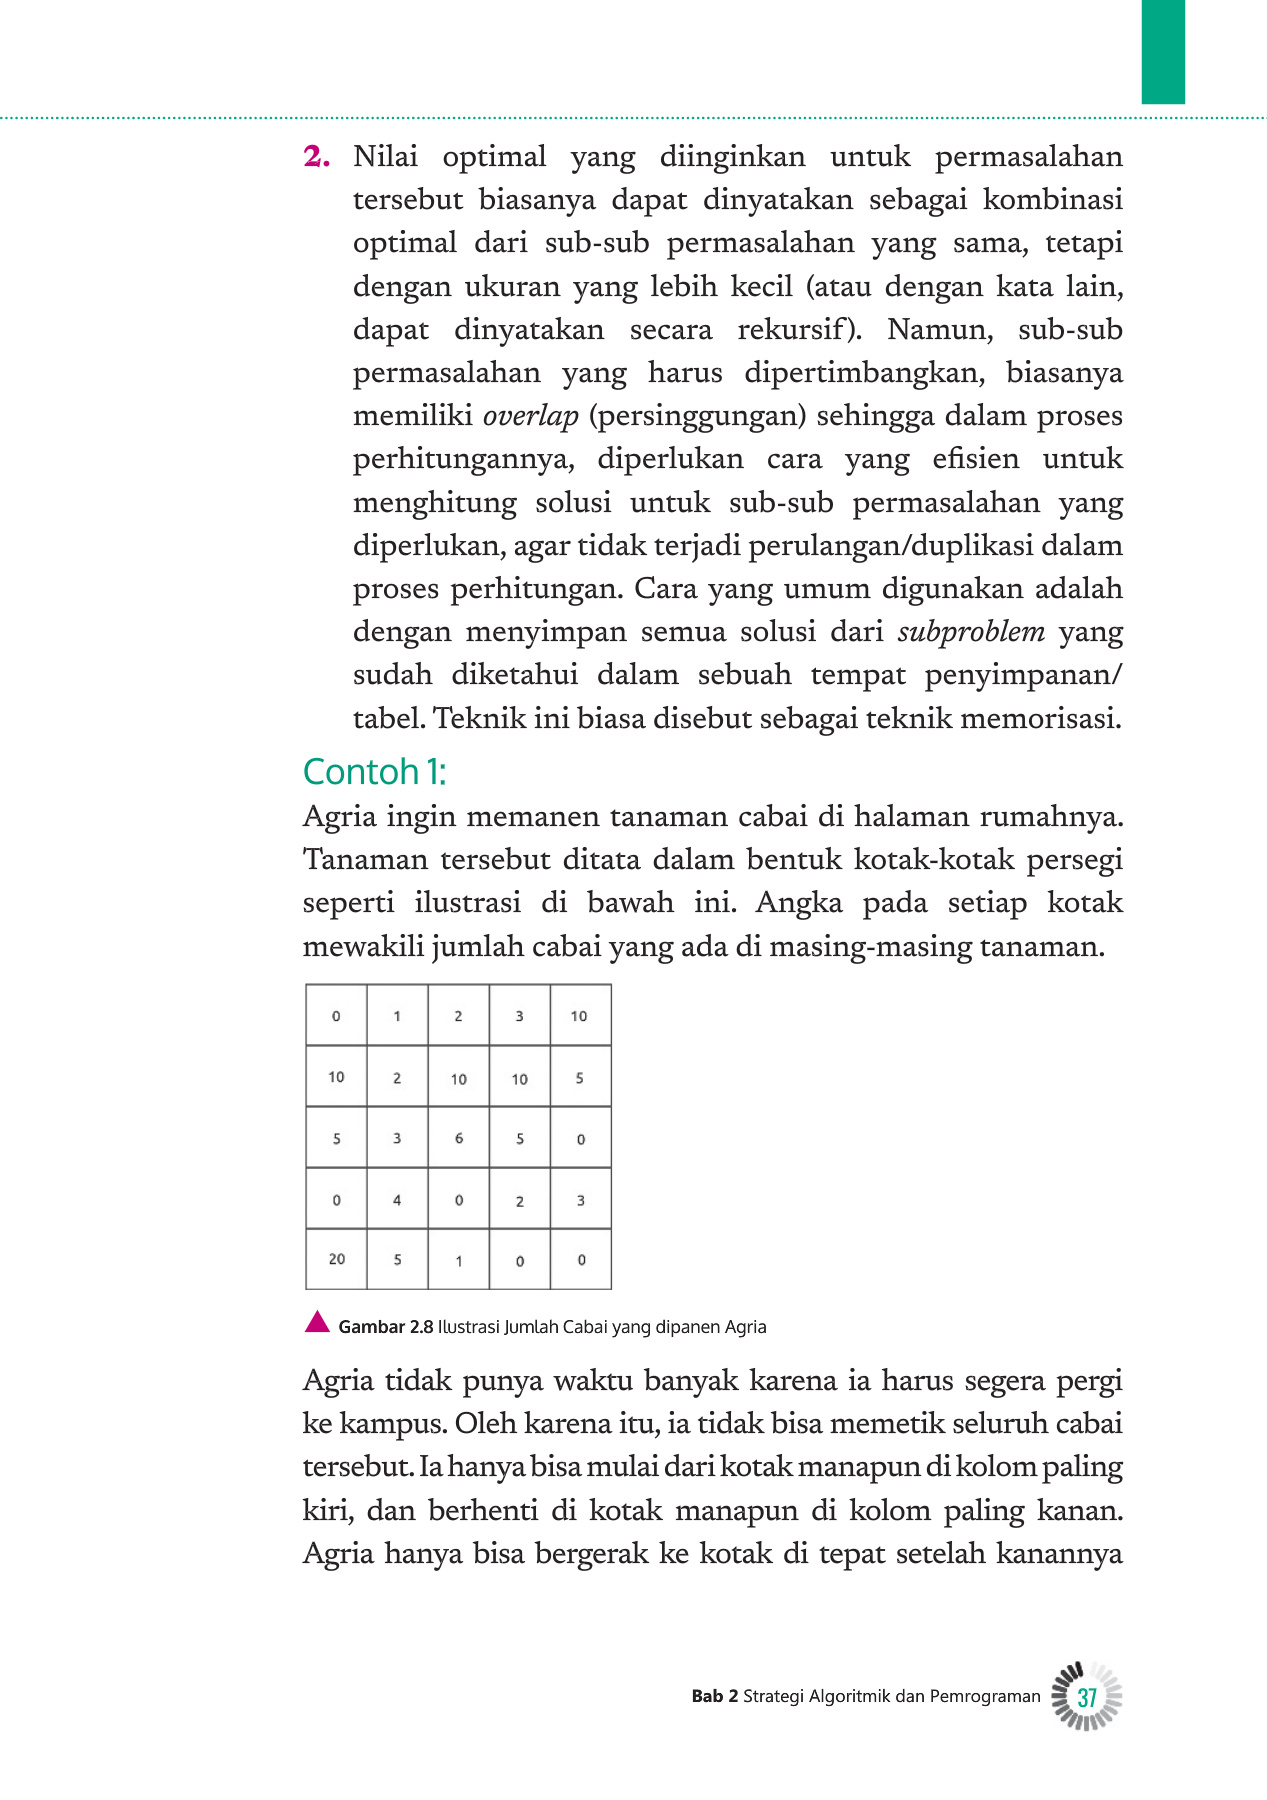 2. Nilai optimal yang diinginkan untuk permasalahan
tersebut biasanya dapat dinyatakan sebagai kombinasi
optimal dari sub-sub permasalahan yang sama, tetapi
dengan ukuran yang lebih kecil (atau dengan kata lain,
dapat dinyatakan secara rekursif). Namun, sub-sub
permasalahan yang harus dipertimbangkan, biasanya
memiliki overlap (persinggungan) sehingga dalam proses
perhitungannya, diperlukan cara yang efisien untuk
menghitung solusi untuk sub-sub permasalahan yang
diperlukan, agar tidak terjadi perulangan/duplikasi dalam
proses perhitungan. Cara yang umum digunakan adalah
dengan menyimpan semua solusi dari subproblem yang
sudah diketahui dalam sebuah tempat penyimpanan/
tabel. Teknik ini biasa disebut sebagai teknik memorisasi.
Contoh 1:
Agria ingin memanen tanaman cabai di halaman rumahnya.
Tanaman tersebut ditata dalam bentuk kotak-kotak persegi
seperti ilustrasi di bawah ini. Angka pada setiap kotak
mewakili jumlah cabai yang ada di masing-masing tanaman.
0 1 2 3 10
10 2 10 10 5
5 3 6 5 0
0 4 0 2 3
20 5 1 0 0
Gambar 2.8 Ilustrasi Jumlah Cabai yang dipanen Agria
Agria tidak punya waktu banyak karena ia harus segera pergi
ke kampus. Oleh karena itu, ia tidak bisa memetik seluruh cabai
tersebut. Ia hanya bisa mulai dari kotak manapun di kolom paling
kiri, dan berhenti di kotak manapun di kolom paling kanan.
Agria hanya bisa bergerak ke kotak di tepat setelah kanannya
Bab 2 Strategi Algoritmik dan Pemrograman 37